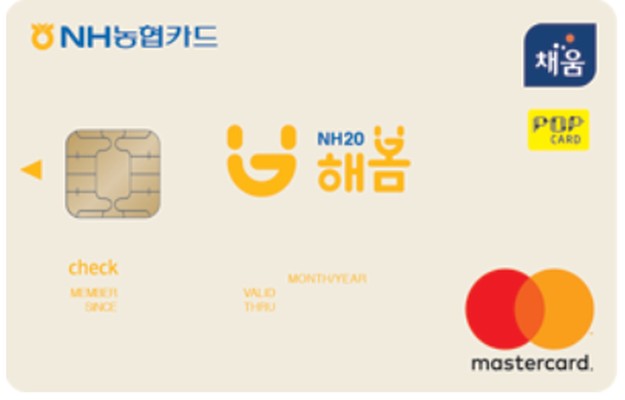 NH농협카드
채움
POP
CARD
NH20
해봄
check
MEMBER
SINCE
MONTH/YEAR
VALID
THRU
mastercard.